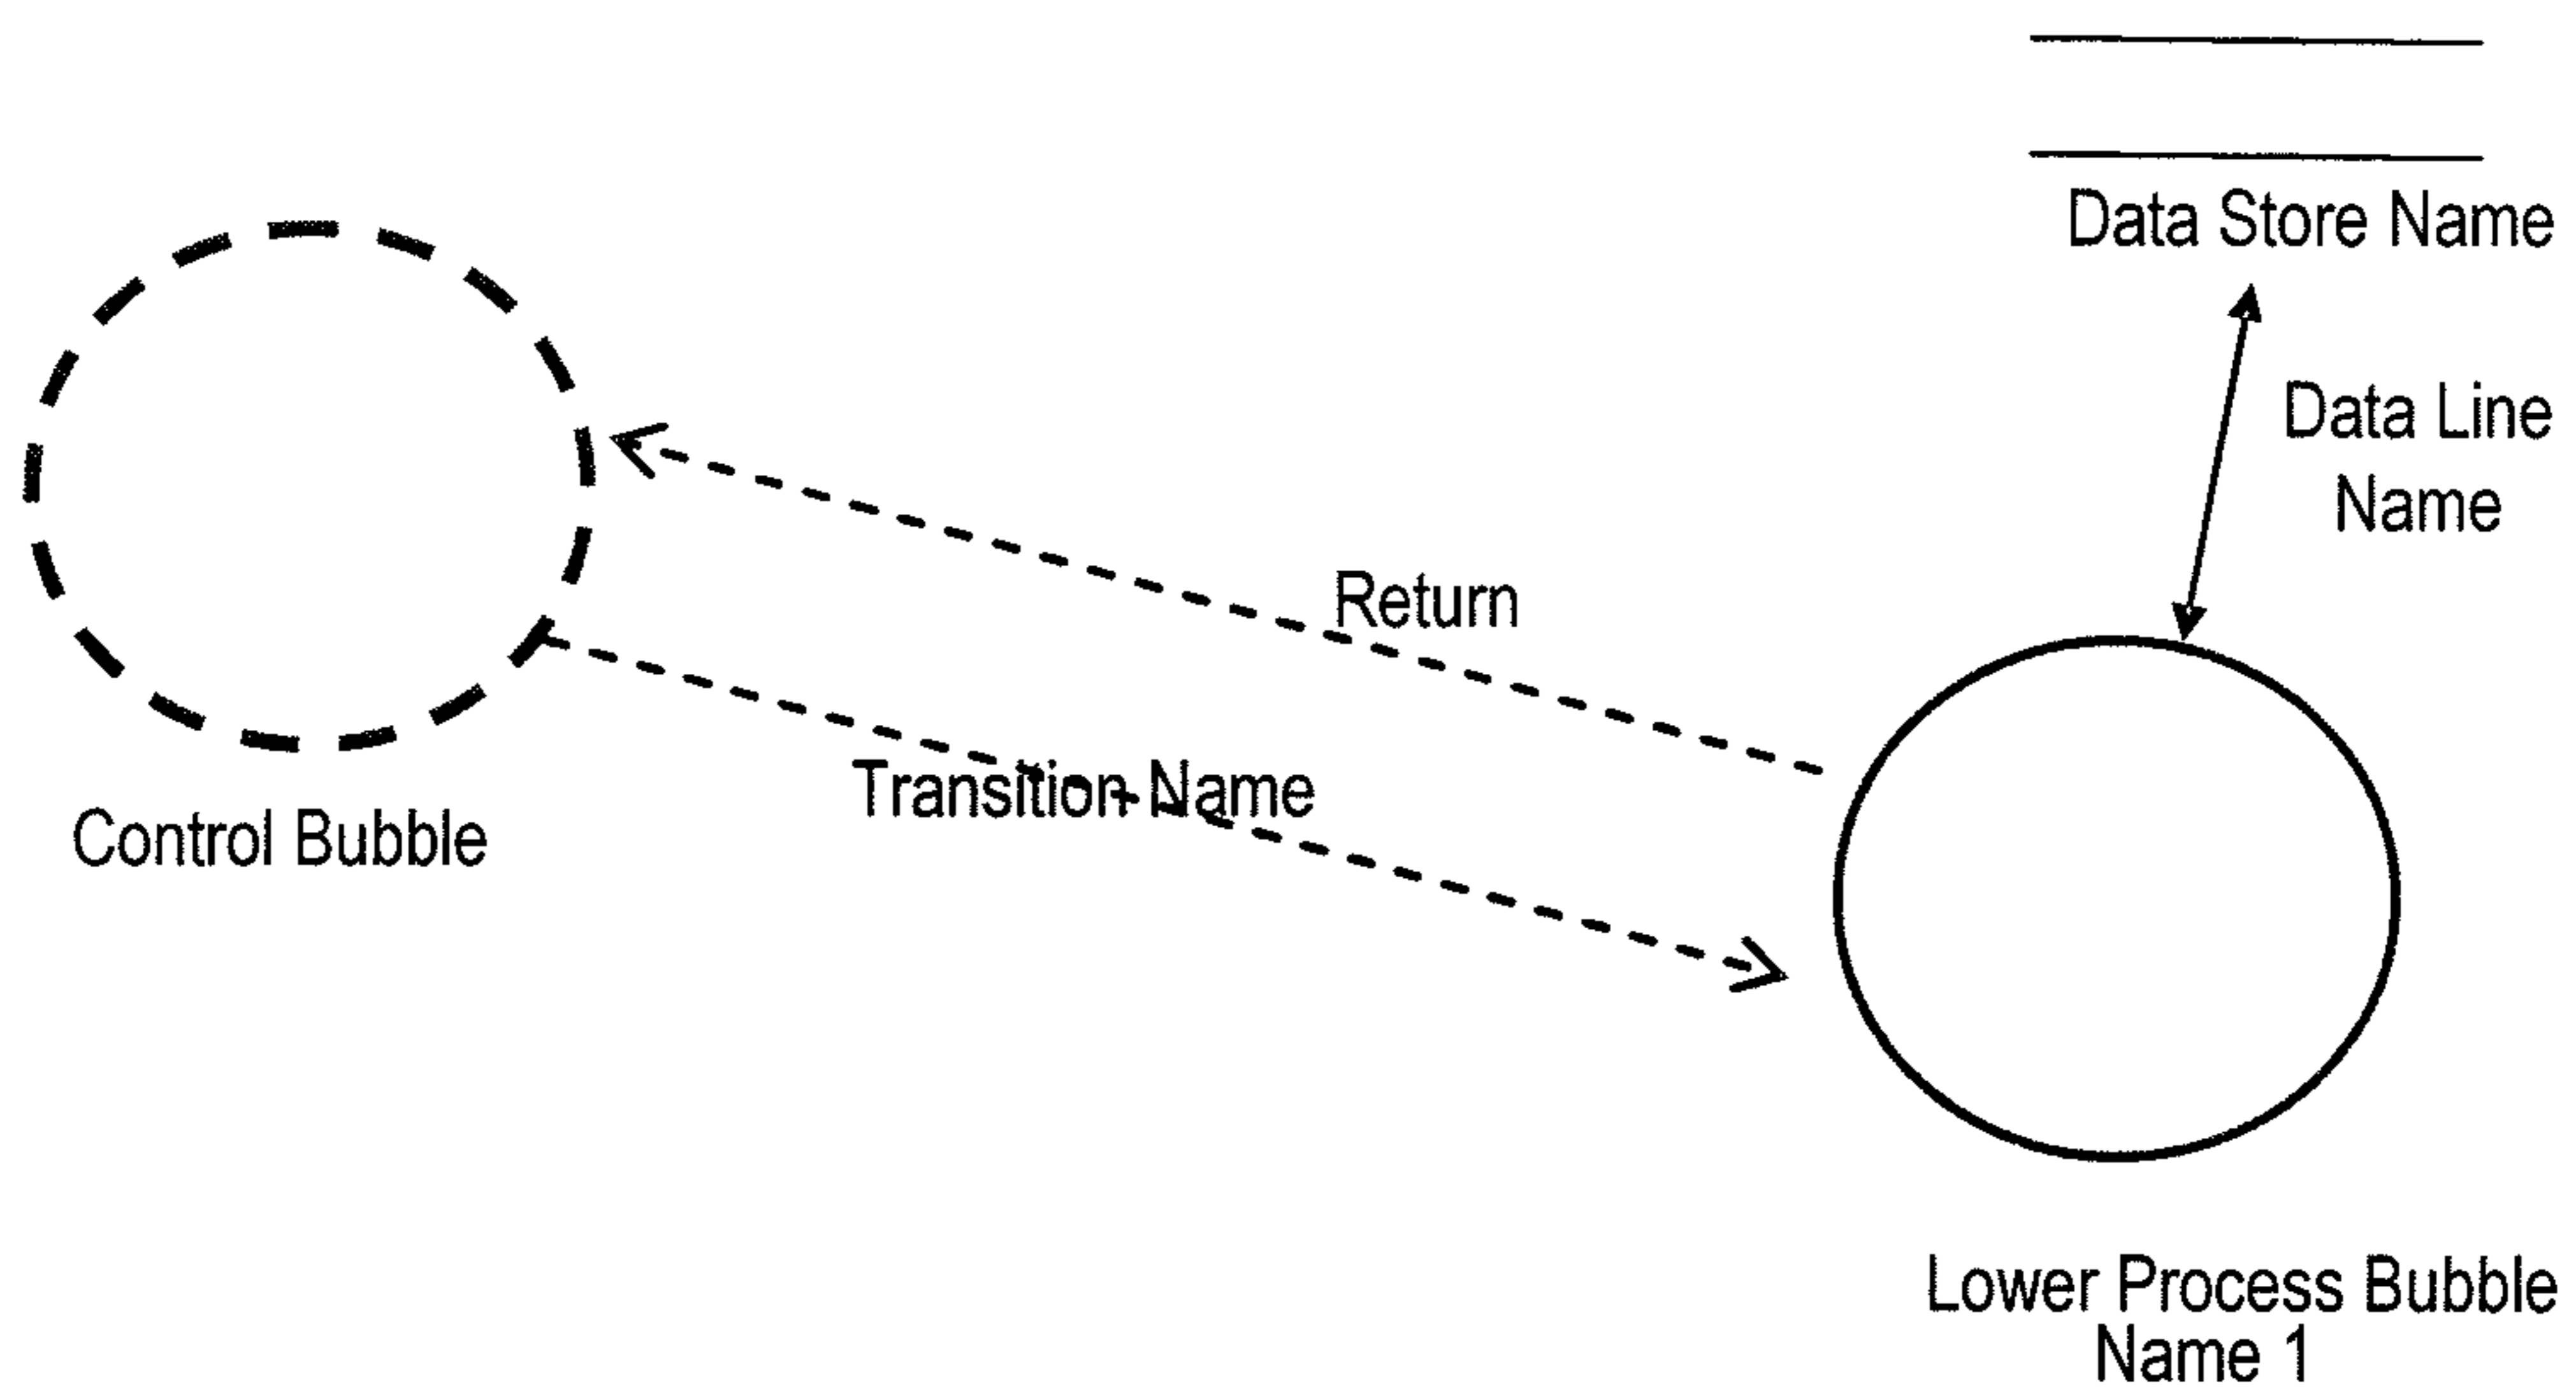 Data Store Name
Data Line
Name
Return
Transition Name
Control Bubble
Lower Process Bubble
Name 1